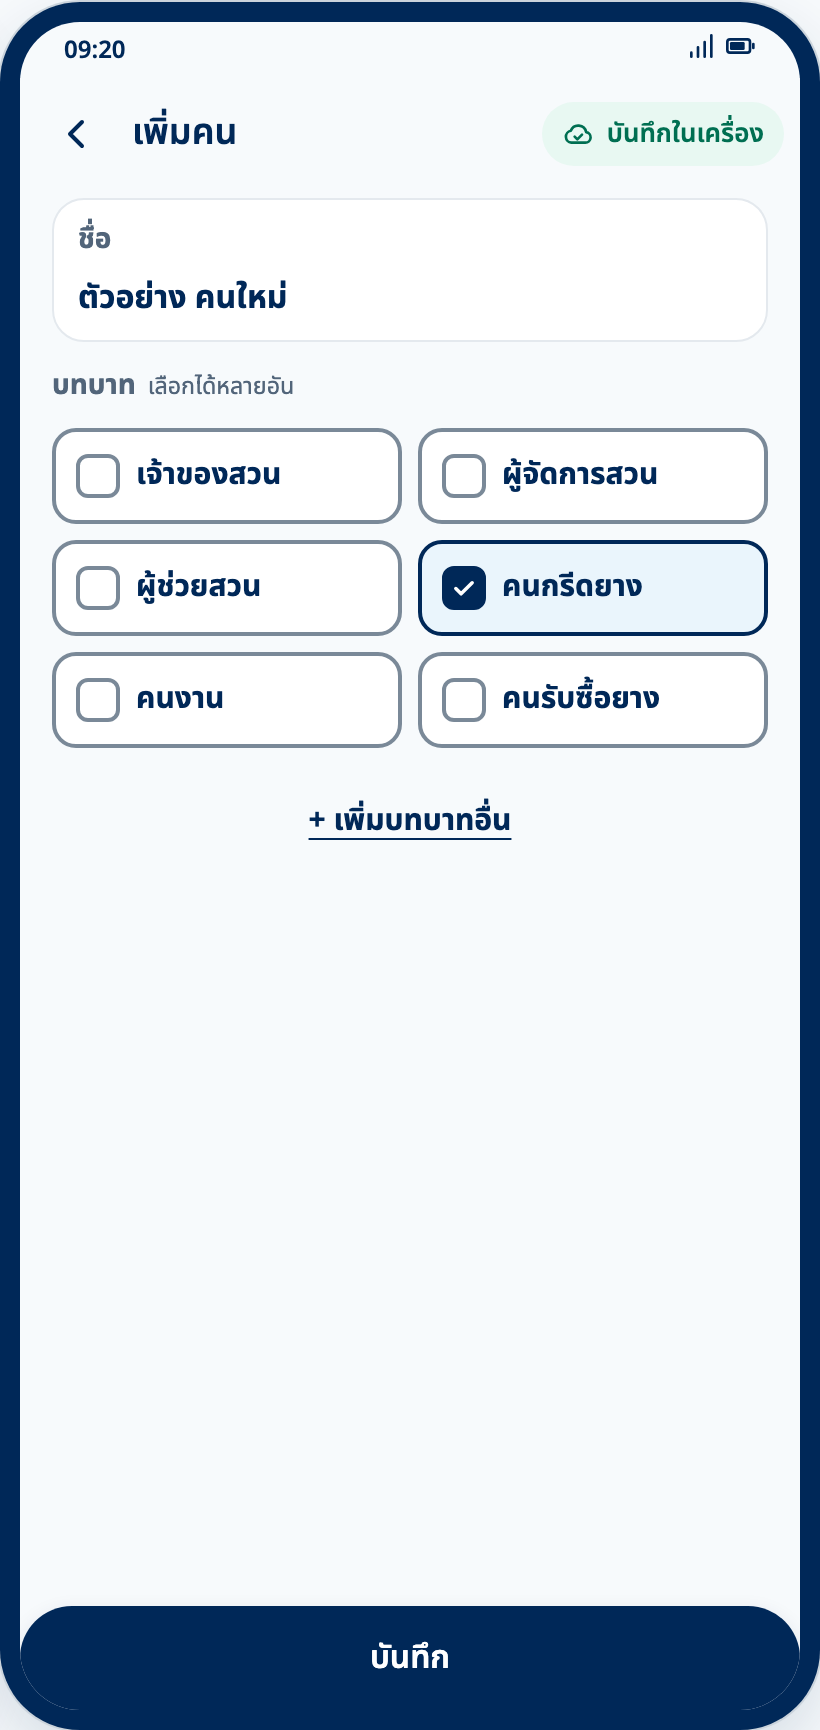 09:20
เพิ่มคน
บันทึกในเครื่อง
ชื่อ
ตัวอย่าง คนใหม่
บทบาท เลือกได้หลายอัน
เจ้าของสวน
ผู้จัดการสวน
ผู้ช่วยสวน
คนกรีดยาง
คนงาน
คนรับซื้อยาง
+ เพิ่มบทบาทอื่น
บันทึก